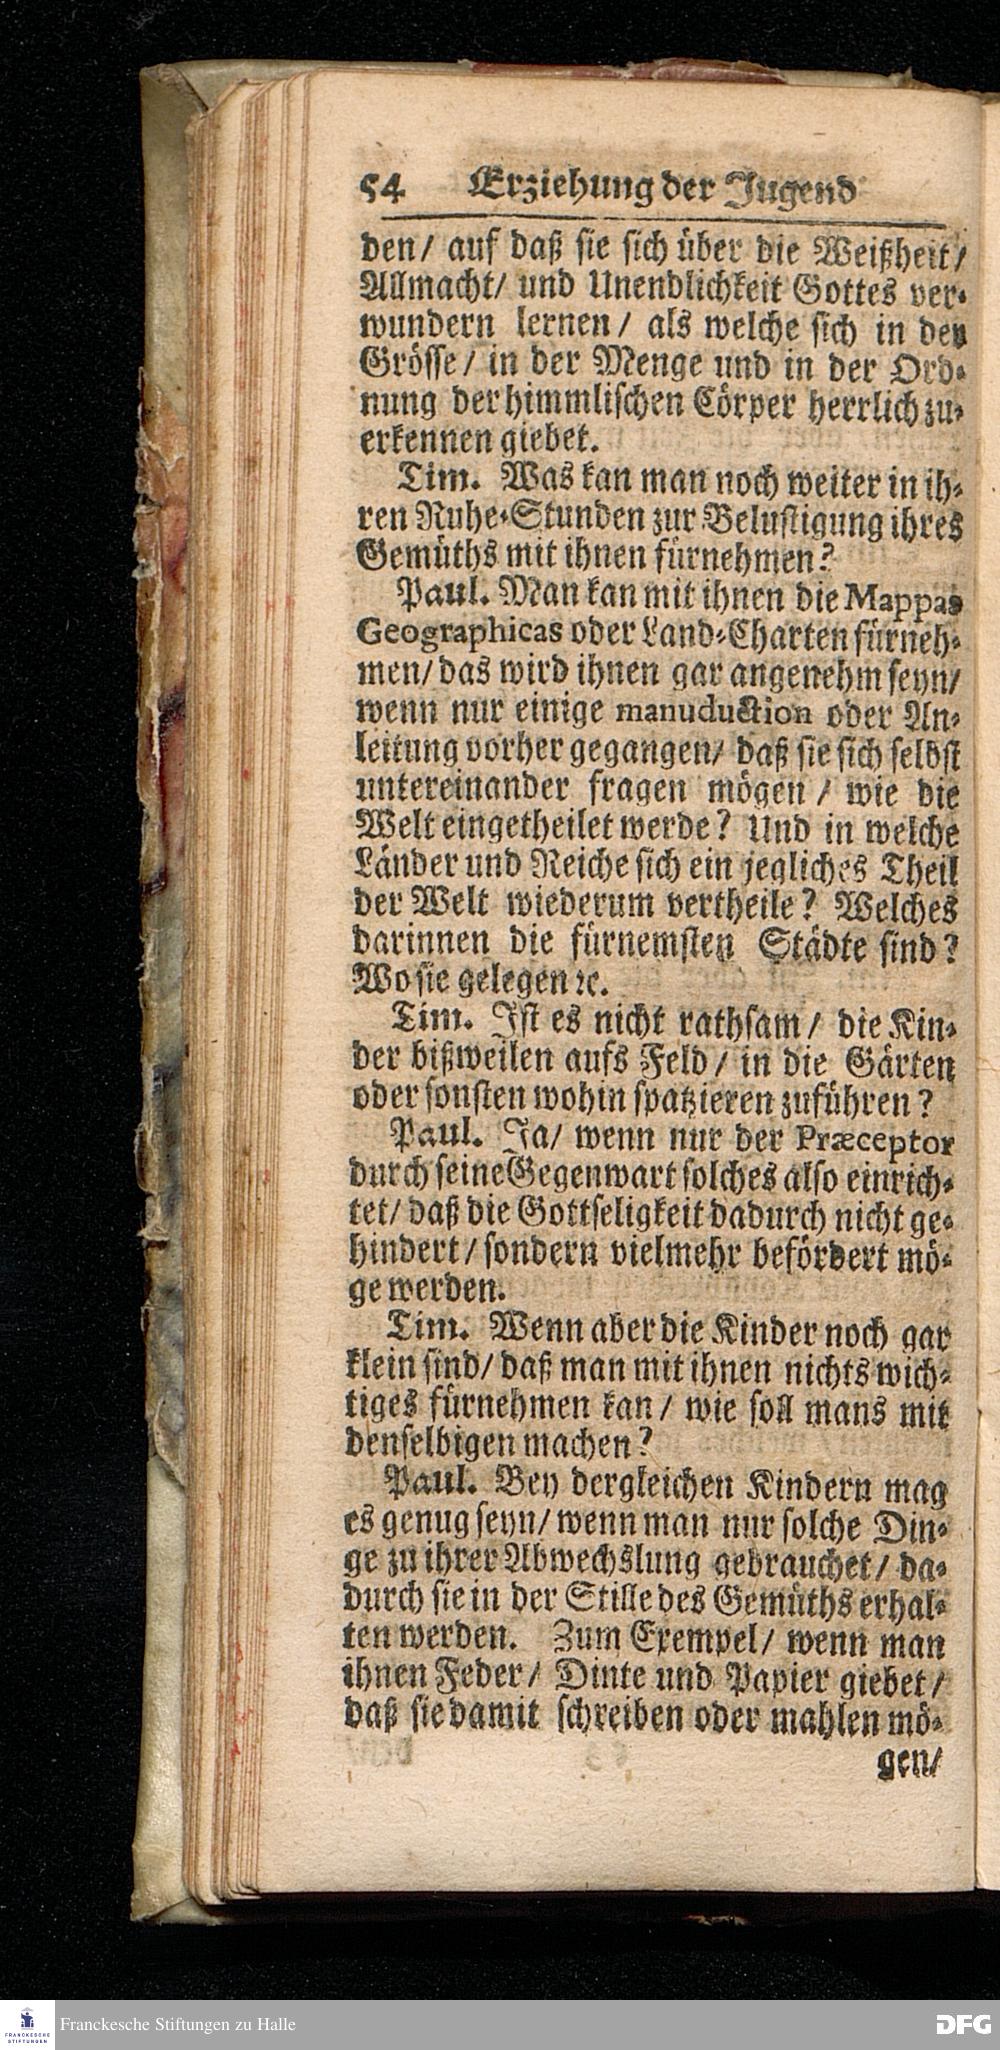 54 Erziehung der Jugend
den/ auf daß sie sich über die Weißheit/
Allmacht/ und Unendlichkeit Gottes ver-
wundern lernen/ als welche sich in der
Grösse/ in der Menge und in der Ord-
nung der himmlischen Cörper herrlich zu-
erkennen giebet.
Tim. Was kan man noch weiter in ih-
ren Ruhe-Stunden zur Belustigung ihres
Gemüths mit ihnen fürnehmen?
Paul. Man kan mit ihnen die Mappas
Geographicas oder Land-Charten fürneh-
men/ das wird ihnen gar angenehm seyn/
wenn nur einige manuduction oder An-
leitung vorher gegangen/ daß sie sich selbst
untereinander fragen mögen/ wie die
Welt eingetheilet werde? Und in welche
Länder und Reiche sich ein jegliches Theil
der Welt wiederum vertheile? Welches
darinnen die fürnemsten Städte sind?
Wo sie gelegen ꝛc.
Tim. Ist es nicht rathsam/ die Kin-
der bißweilen aufs Feld/ in die Gärten
oder sonsten wohin spatzieren zuführen?
Paul. Ja/ wenn nur der Præceptor
durch seine Gegenwart solches also einrich-
tet/ daß die Gottseligkeit dadurch nicht ge-
hindert/ sondern vielmehr befördert mö-
ge werden.
Tim. Wenn aber die Kinder noch gar
klein sind/ daß man mit ihnen nichts wich-
tiges fürnehmen kan/ wie soll mans mit
denselbigen machen?
Paul. Bey dergleichen Kindern mag
es genug seyn/ wenn man nur solche Din-
ge zu ihrer Abwechslung gebrauchet/ da-
durch sie in der Stille des Gemüths erhal-
ten werden. Zum Exempel/ wenn man
ihnen Feder/ Dinte und Papier giebet/
daß sie damit schreiben oder mahlen mö-
gen/
FRANCKESCHE
STIFTUNGEN
Franckesche Stiftungen zu Halle
DFG